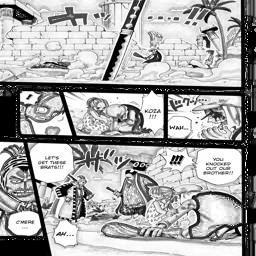 KOZA
!!!
WAH...
YOU
KNOCKED
OUT OUR
BROTHER!!
!!!
LET'S
GET THESE
BRATS!!!
AH...
C'MERE
...